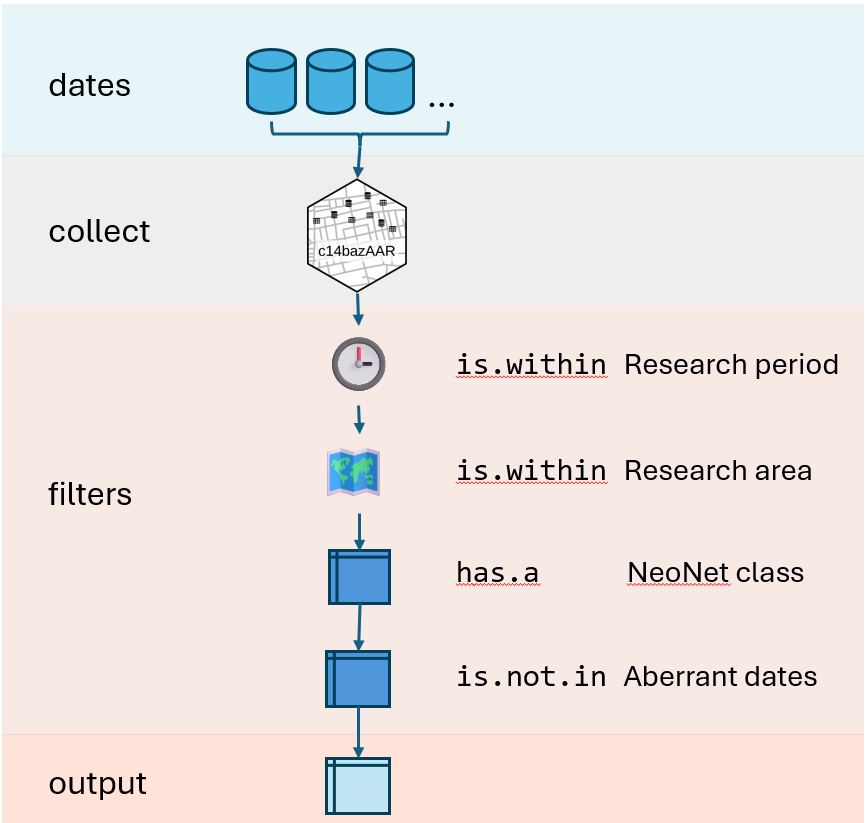 dates
...
collect
c14bazAAR
is.within Research period
is.within Research area
filters
has.a NeoNet class
is.not.in Aberrant dates
output